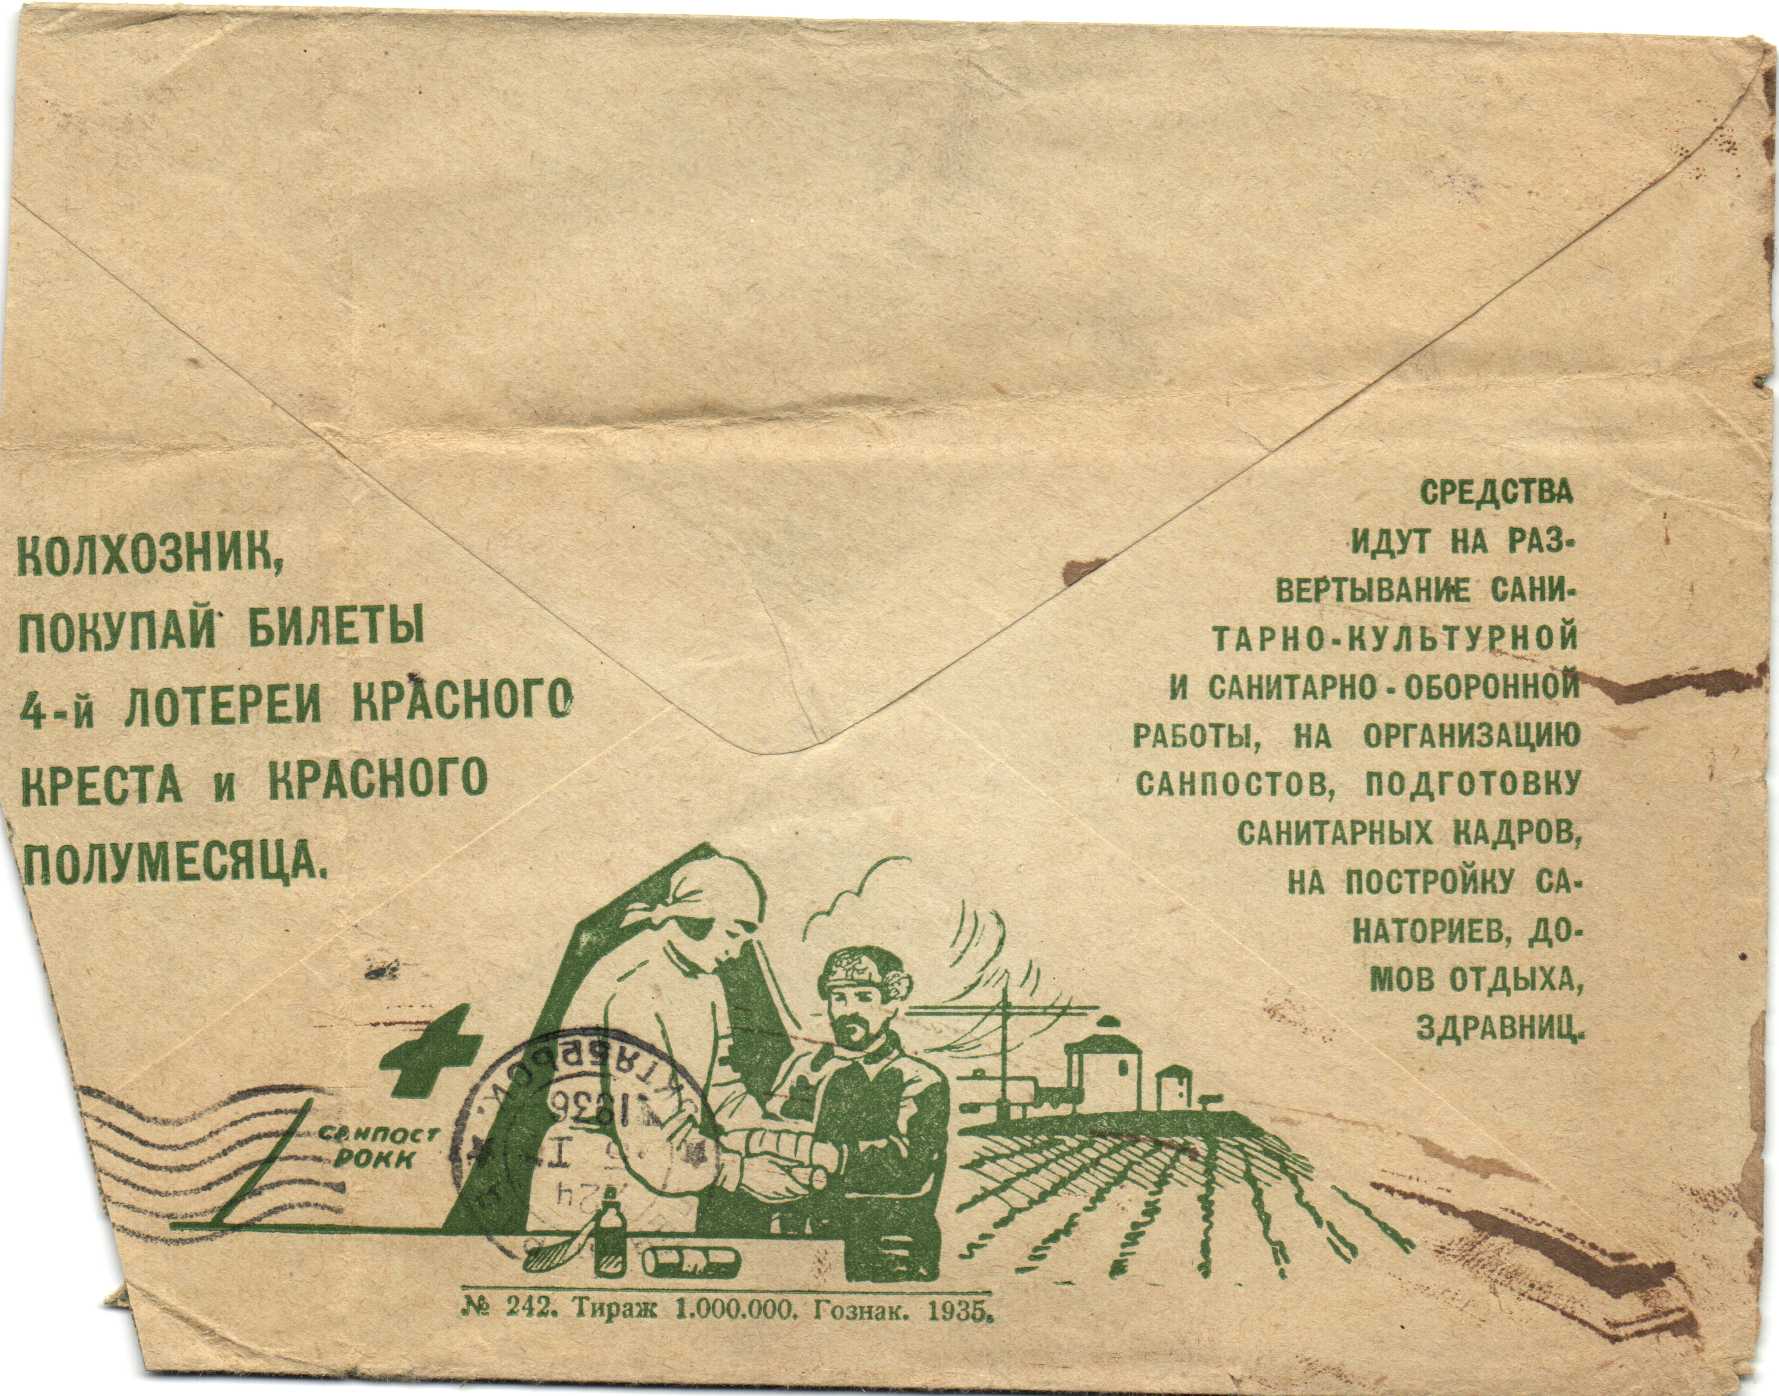 КОЛХОЗНИК,
ПОКУПАЙ БИЛЕТЫ
4-й ЛОТЕРЕИ КРАСНОГО
КРЕСТА и КРАСНОГО
ПОЛУМЕСЯЦА.
СРЕДСТВА
ИДУТ НА РАЗ-
ВЕРТЫВАНИЕ САНИ-
ТАРНО-КУЛЬТУРНОЙ
И САНИТАРНО-ОБОРОННОЙ
РАБОТЫ, НА ОРГАНИЗАЦИЮ
САНПОСТОВ, ПОДГОТОВКУ
САНИТАРНЫХ КАДРОВ,
НА ПОСТРОЙКУ СА-
НАТОРИЕВ, ДО-
МОВ ОТДЫХА,
ЗДРАВНИЦ.
САНПОСТ
РОКК
1936
24
№ 242. Тираж 1.000.000. Гознак. 1935.